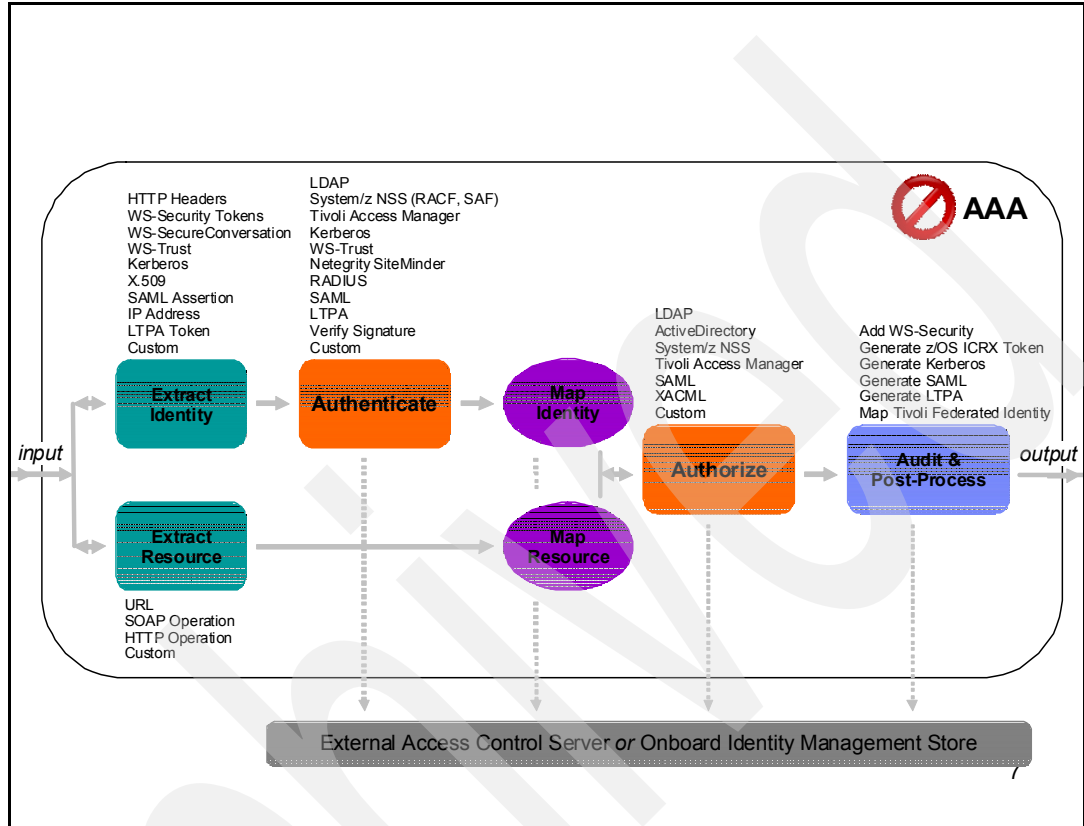 AAA
HTTP Headers
WS-Security Tokens
WS-SecureConversation
WS-Trust
Kerberos
X.509
SAML Assertion
IP Address
LTPA Token
Custom
LDAP
System/z NSS (RACF, SAF)
Tivoli Access Manager
Kerberos
WS-Trust
Netegrity SiteMinder
RADIUS
SAML
LTPA
Verify Signature
Custom
LDAP
ActiveDirectory
System/z NSS
Tivoli Access Manager
SAML
XACML
Custom
Add WS-Security
Generate z/OS ICRX Token
Generate Kerberos
Generate SAML
Generate LTPA
Map Tivoli Federated Identity
input
Extract
Identity
Authenticate
Map
Identity
Authorize
Audit &
Post-Process
output
Extract
Resource
Map
Resource
URL
SOAP Operation
HTTP Operation
Custom
External Access Control Server or Onboard Identity Management Store